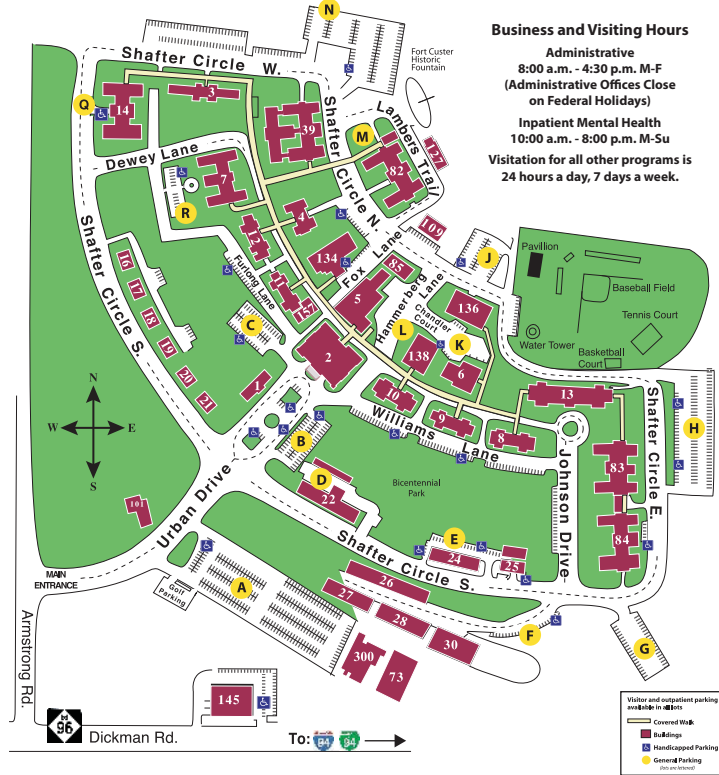 Business and Visiting Hours
Administrative
8:00 a.m. - 4:30 p.m. M-F
(Administrative Offices Close
on Federal Holidays)
Inpatient Mental Health
10:00 a.m. - 8:00 p.m. M-Su
Visitation for all other programs is
24 hours a day, 7 days a week.
N
Fort Custer
Historic
Fountain
Shafter Circle W.
3
14
Q
39
Shafter Circle N.
M
Lambers Trail
127
82
Dewey Lane
7
R
4
12
109
134
Fox Lane
85
J
Pavilion
Baseball Field
Tennis Court
Water Tower
Basketball
Court
Shafter Circle S.
16
17
18
19
20
21
Furlong Lane
11
157
5
Hammerberg Lane
136
Chandler
Court
C
L
K
138
6
2
1
13
10
9
8
Williams Lane
Shafter Circle E.
H
N
W
E
S
B
D
22
Bicentennial
Park
Johnson Drive
83
84
101
Urban Drive
E
24
25
Shafter Circle S.
MAIN
ENTRANCE
Golf
Parking
A
26
27
28
30
F
G
300
73
Armstrong Rd.
145
M
96
Dickman Rd.
To:
94
94
Visitor and outpatient parking
available in all lots
Covered Walk
Buildings
Handicapped Parking
General Parking
(lots are lettered)